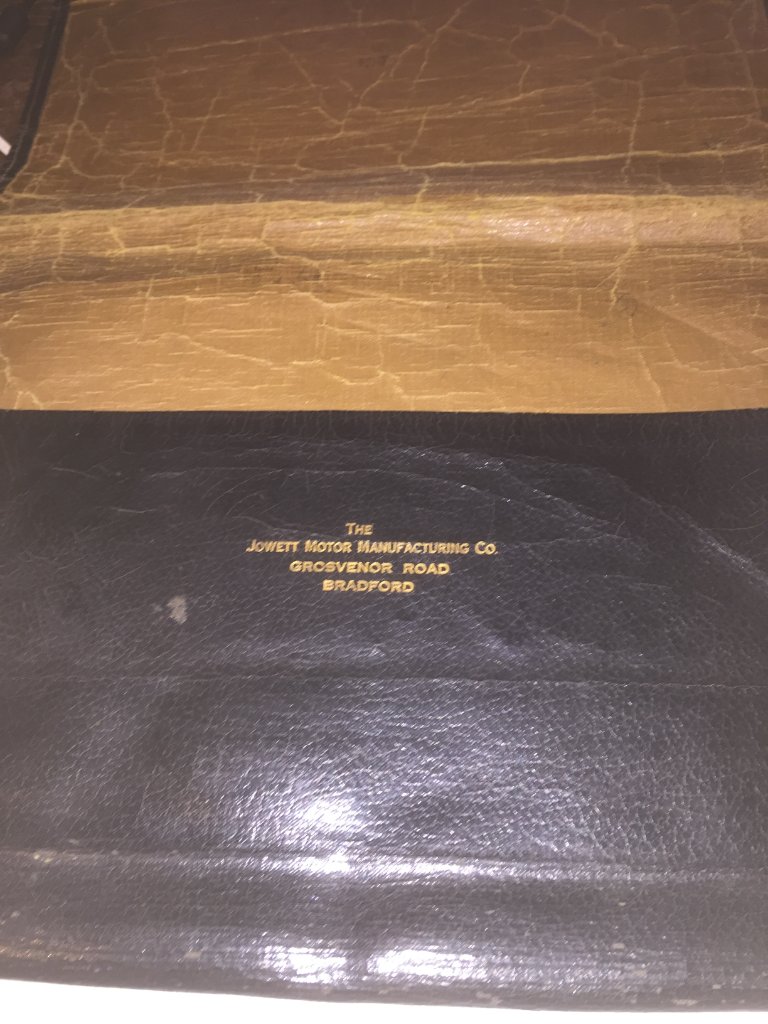 THE
JOWETT MOTOR MANUFACTURING CO.
GROSVENOR ROAD
BRADFORD